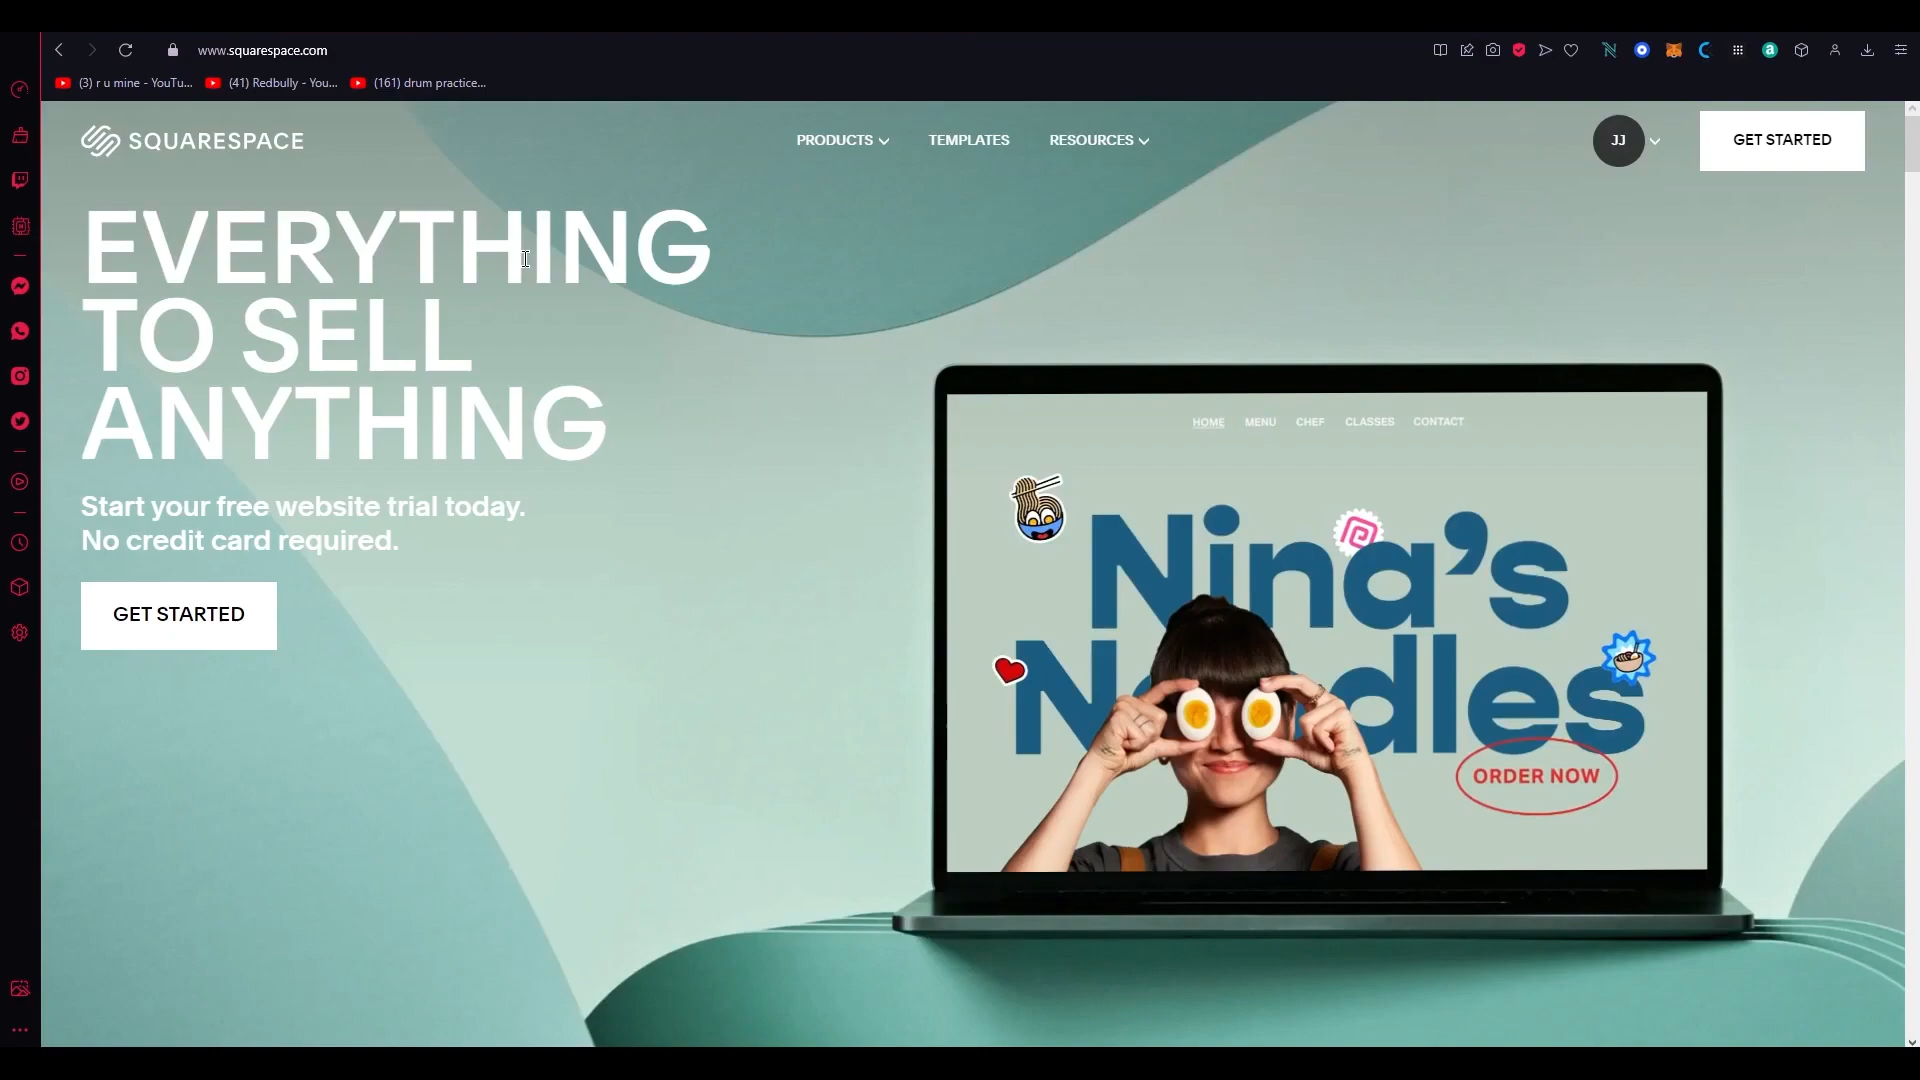 www.squarespace.com
(3) r u mine - YouTu...
(41) Redbully - You...
(161) drum practice...
SQUARESPACE
PRODUCTS
TEMPLATES
RESOURCES
JJ
GET STARTED
EVERYTHING
TO SELL
ANYTHING
Start your free website trial today.
No credit card required.
GET STARTED
HOME
MENU
CHEF
CLASSES
CONTACT
Nina's
Noodles
ORDER NOW